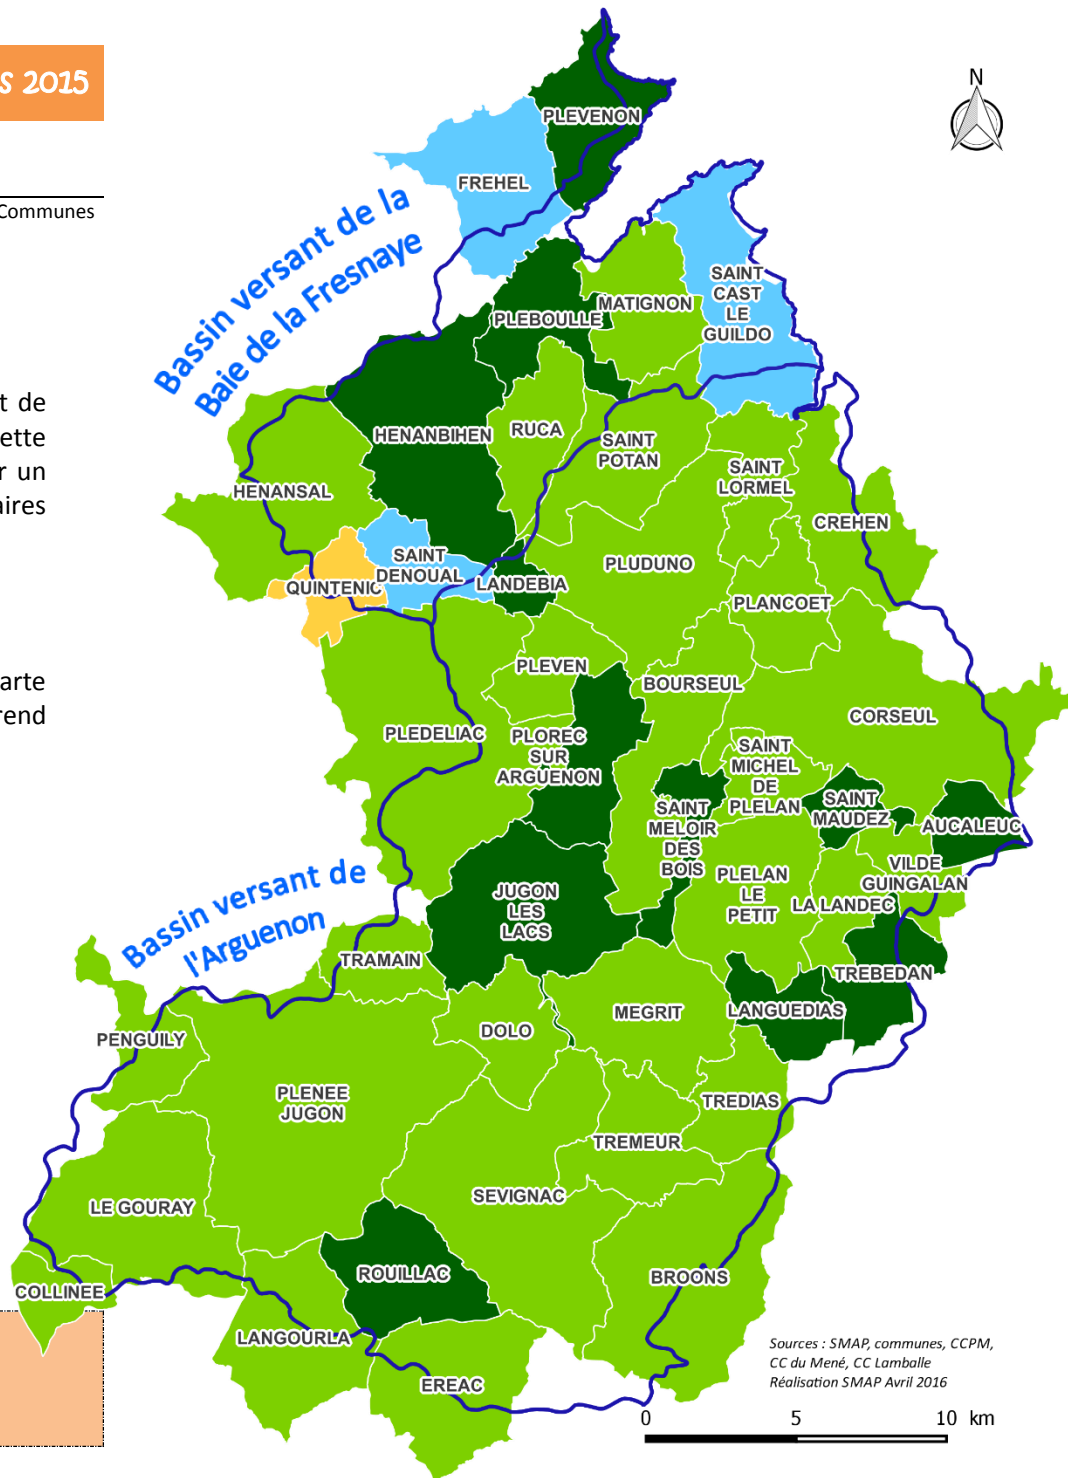 s 2015
Communes
t de
ette
r un
aires
arte
rend
N
PLEVENON
FREHEL
Bassin versant de la
Baie de la Fresnaye
SAINT
CAST
LE
GUILDO
MATIGNON
PLEBOULLE
RUCA
HENANBIHEN
SAINT
POTAN
SAINT
LORMEL
HENANSAL
CREHEN
SAINT
DENOUAL
QUINTENIC
LANDEBIA
PLUDUNO
PLANCOET
PLEVEN
BOURSEUL
CORSEUL
PLEDELIAC
PLOREC
SUR
ARGUENON
SAINT
MICHEL
DE
PLELAN
SAINT
MELOIR
DES
BOIS
SAINT
MAUDEZ
AUCALEUC
VILDE
GUINGALAN
PLELAN
LE
PETIT
LA LANDEC
JUGON
LES
LACS
Bassin versant de
l'Arguenon
TRAMAIN
TREBEDAN
LANGUEDIAS
MEGRIT
DOLO
PENGUILY
PLENEE
JUGON
TREDIAS
TREMEUR
SEVIGNAC
LE GOURAY
ROUILLAC
BROONS
COLLINEE
LANGOURLA
EREAC
Sources : SMAP, communes, CCPM,
CC du Mené, CC Lamballe
Réalisation SMAP Avril 2016
0 5 10 km